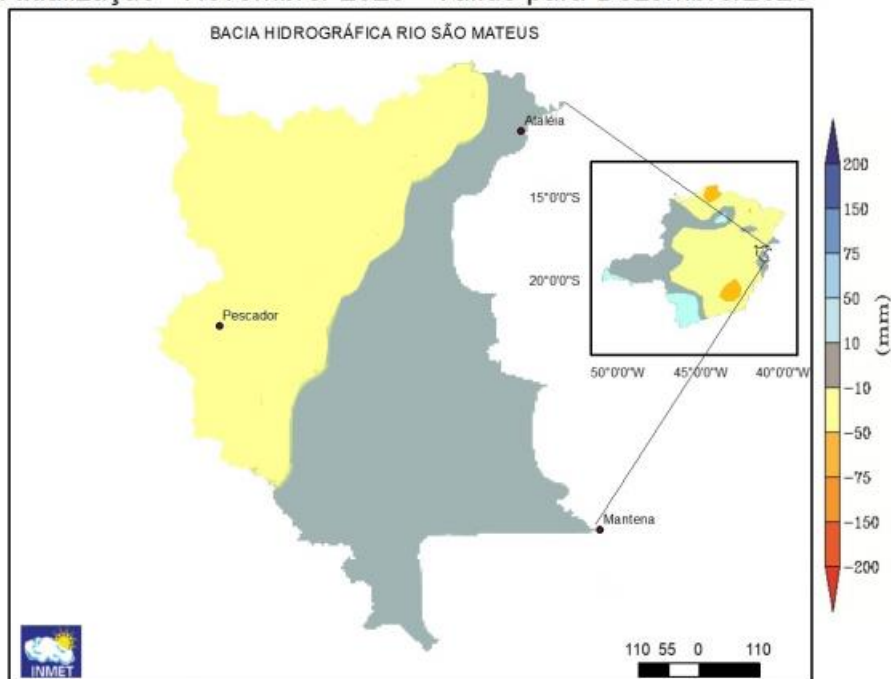 BACIA HIDROGRÁFICA RIO SÃO MATEUS
Ataléia
15°0'0"S
20°0'0"S
50°0'0"W 45°0'0"W 40°0'0"W
Pescador
Mantena
200
150
75
50
10
-10
-50
-75
-150
-200
(mm)
INMET
110 55 0 110